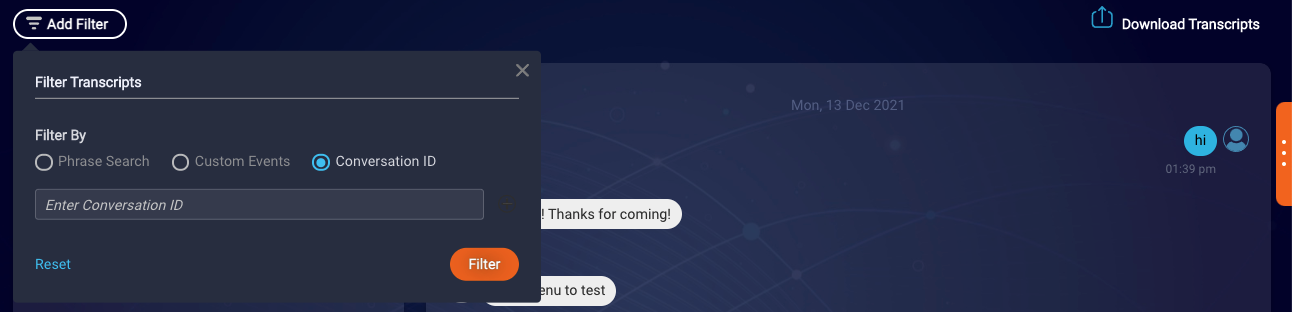 Add Filter
Download Transcripts
Filter Transcripts
Mon, 13 Dec 2021
Filter By
hi
Phrase Search Custom Events Conversation ID
01:39 pm
Enter Conversation ID
! Thanks for coming!
Reset
Filter
enu to test